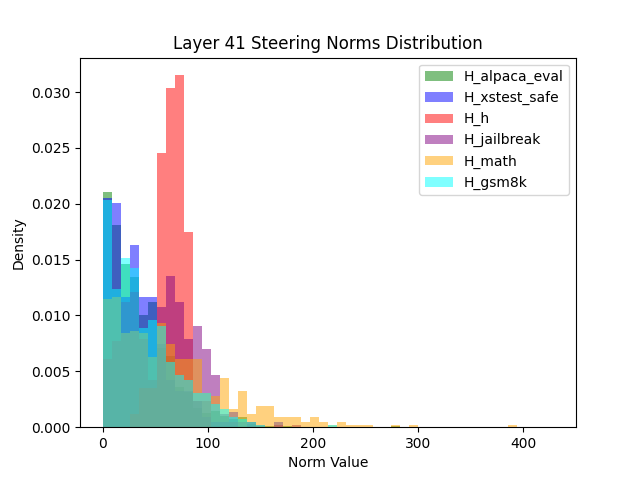 Layer 41 Steering Norms Distribution
H_alpaca_eval
H_xstest_safe
H_h
H_jailbreak
H_math
H_gsm8k
0.030
0.025
0.020
0.015
0.010
0.005
0.000
Density
0 100 200 300 400
Norm Value